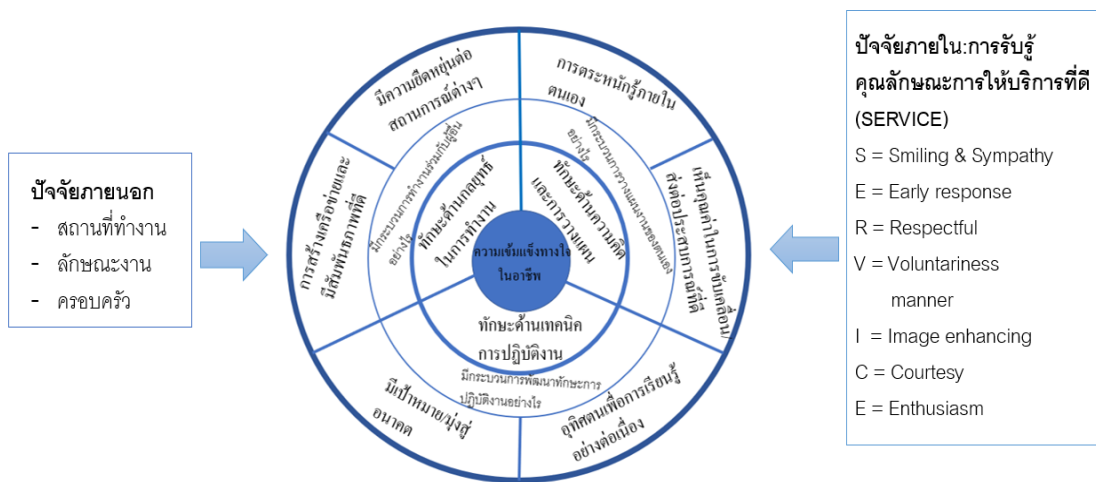 ปัจจัยภายนอก
- สถานที่ทำงาน
- ลักษณะงาน
- ครอบครัว
มีความยืดหยุ่นต่อ
สถานการณ์ต่างๆ
การตระหนักรู้ภายใน
ตนเอง
การสร้างเครือข่ายและ
มีสัมพันธภาพที่ดี
มีกระบวนการทำงานร่วมกับผู้อื่น
อย่างไร
ทักษะด้านกลยุทธ์
ในการทำงาน
ทักษะด้านความคิด
และการวางแผน
มีกระบวนการวางแผนงานของตนเอง
อย่างไร
เห็นคุณค่าในการขับเคลื่อน/
ส่งต่อประสบการณ์ที่ดี
ความเข้มแข็งทางใจ
ในอาชีพ
ทักษะด้านเทคนิค
การปฏิบัติงาน
มีกระบวนการพัฒนาทักษะการ
ปฏิบัติงานอย่างไร
มีเป้าหมาย/มุ่งสู่
อนาคต
อุทิศตนเพื่อการเรียนรู้
อย่างต่อเนื่อง
ปัจจัยภายใน:การรับรู้
คุณลักษณะการให้บริการที่ดี
(SERVICE)
S = Smiling & Sympathy
E = Early response
R = Respectful
V = Voluntariness
manner
I = Image enhancing
C = Courtesy
E = Enthusiasm